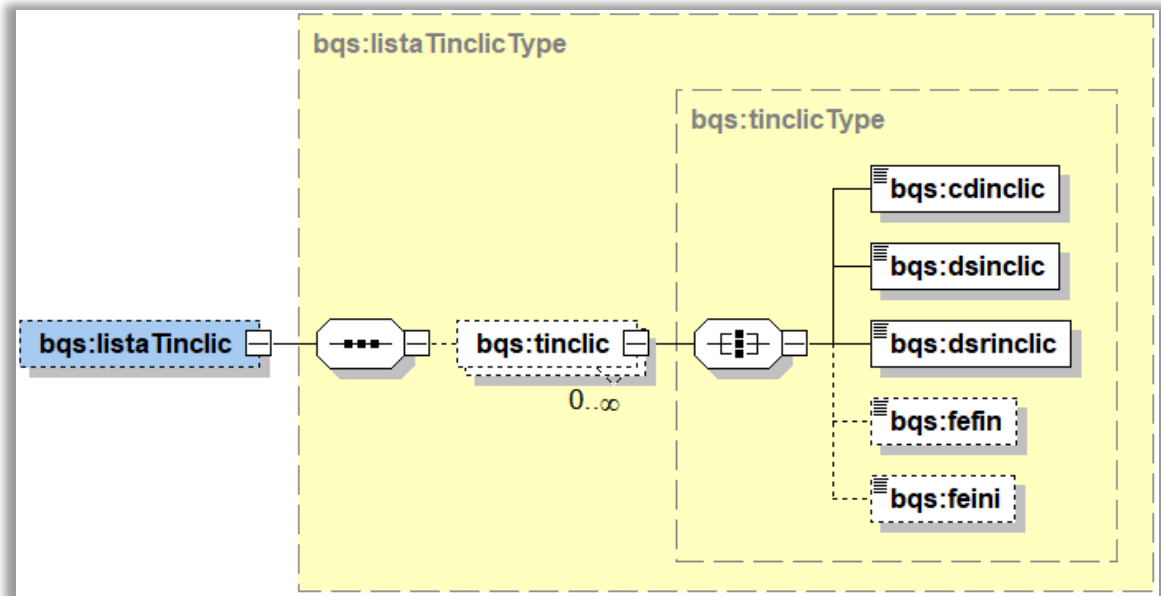 bqs:listaTinclicType
bqs:tinclicType
bqs:cdinclic
bqs:dsinclic
bqs:listaTinclic
bqs:tinclic
bqs:dsrinclic
0..∞
bqs:fefin
bqs:feini